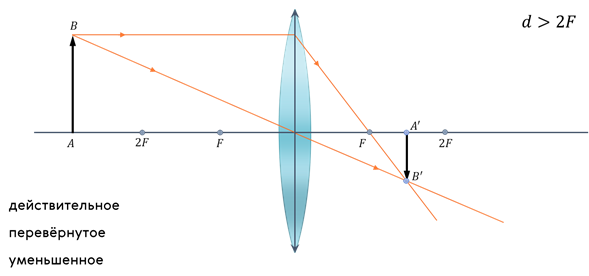 d > 2F
B
A
2F
F
F
A′
2F
B′
действительное
перевёрнутое
уменьшенное